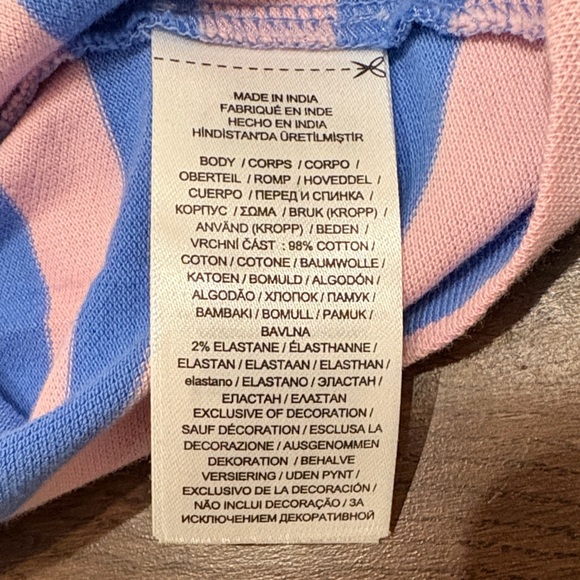 MADE IN INDIA
FABRIQUÉ EN INDE
HECHO EN INDIA
HİNDİSTAN'DA ÜRETİLMİŞTİR
BODY / CORPS / CORPO /
OBERTEIL / ROMP / HOVEDDEL /
CUERPO / ПЕРЕД И СПИНКА /
КОРПУС / ΣΩΜΑ / BRUK (KROPP) /
ANVÄND (KROPP) / BEDEN /
VRCHNÍ ČÁST : 98% COTTON /
COTON / COTONE / BAUMWOLLE /
KATOEN / BOMULD / ALGODÓN /
ALGODÃO / ХЛОПОК / ПАМУК /
ΒΑΜΒΑΚΙ / BOMULL / PAMUK /
BAVLNA
2% ELASTANE / ÉLASTHANNE /
ELASTAN / ELASTAAN / ELASTHAN /
elastano / ELASTANO / ЭЛАСТАН /
ЕЛАСТАН / ΕΛΑΣΤΑΝ
EXCLUSIVE OF DECORATION /
SAUF DÉCORATION / ESCLUSA LA
DECORAZIONE / AUSGENOMMEN
DEKORATION / BEHALVE
VERSIERING / UDEN PYNT /
EXCLUSIVO DE LA DECORACIÓN /
NÃO INCLUI DECORAÇÃO / ЗА
ИСКЛЮЧЕНИЕМ ДЕКОРАТИВНОЙ